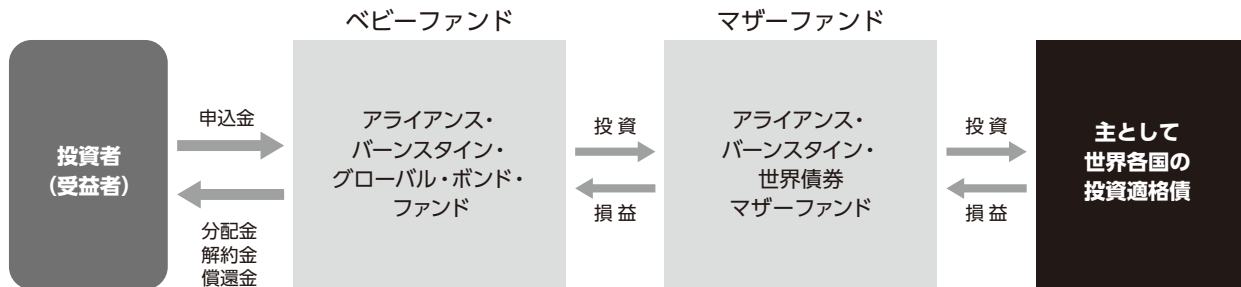 ベビーファンド
マザーファンド
投資者
(受益者)
申込金
分配金
解約金
償還金
アライアンス・
バーンスタイン・
グローバル・ボンド・
ファンド
投資
損益
アライアンス・
バーンスタイン・
世界債券
マザーファンド
投資
損益
主として
世界各国の
投資適格債